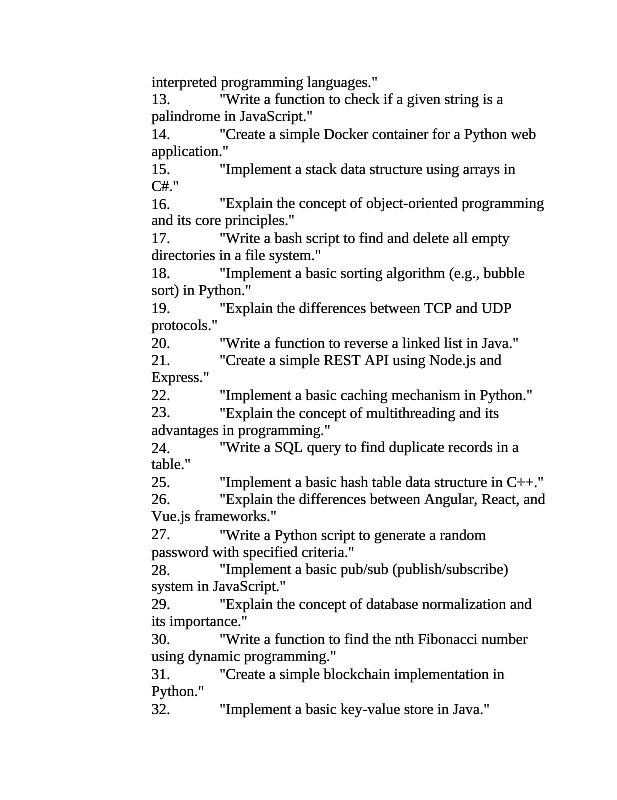 interpreted programming languages."
13. "Write a function to check if a given string is a
palindrome in JavaScript."
14. "Create a simple Docker container for a Python web
application."
15. "Implement a stack data structure using arrays in
C#."
16. "Explain the concept of object-oriented programming
and its core principles."
17. "Write a bash script to find and delete all empty
directories in a file system."
18. "Implement a basic sorting algorithm (e.g., bubble
sort) in Python."
19. "Explain the differences between TCP and UDP
protocols."
20. "Write a function to reverse a linked list in Java."
21. "Create a simple REST API using Node.js and
Express."
22. "Implement a basic caching mechanism in Python."
23. "Explain the concept of multithreading and its
advantages in programming."
24. "Write a SQL query to find duplicate records in a
table."
25. "Implement a basic hash table data structure in C++."
26. "Explain the differences between Angular, React, and
Vue.js frameworks."
27. "Write a Python script to generate a random
password with specified criteria."
28. "Implement a basic pub/sub (publish/subscribe)
system in JavaScript."
29. "Explain the concept of database normalization and
its importance."
30. "Write a function to find the nth Fibonacci number
using dynamic programming."
31. "Create a simple blockchain implementation in
Python."
32. "Implement a basic key-value store in Java."